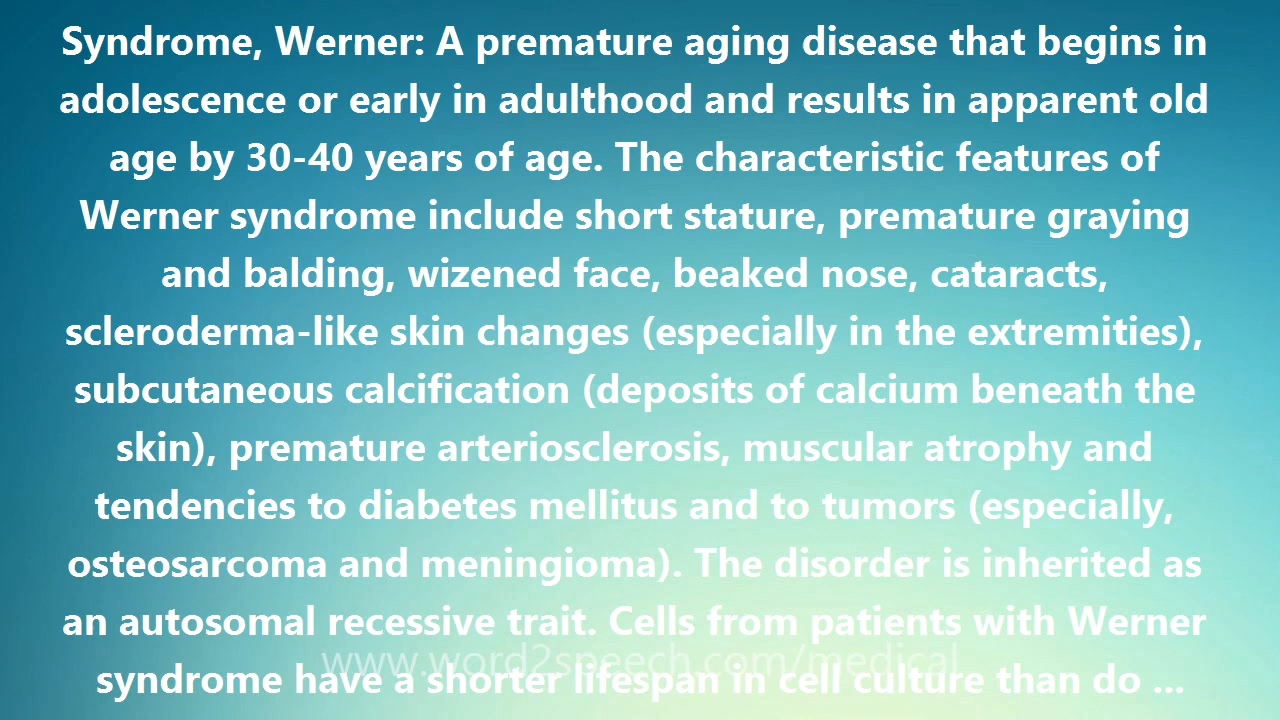 Syndrome, Werner: A premature aging disease that begins in
adolescence or early in adulthood and results in apparent old
age by 30-40 years of age. The characteristic features of
Werner syndrome include short stature, premature graying
and balding, wizened face, beaked nose, cataracts,
scleroderma-like skin changes (especially in the extremities),
subcutaneous calcification (deposits of calcium beneath the
skin), premature arteriosclerosis, muscular atrophy and
tendencies to diabetes mellitus and to tumors (especially,
osteosarcoma and meningioma). The disorder is inherited as
an autosomal recessive trait. Cells from patients with Werner
www.word2speech.com/medical
syndrome have a shorter lifespan in cell culture than do ...